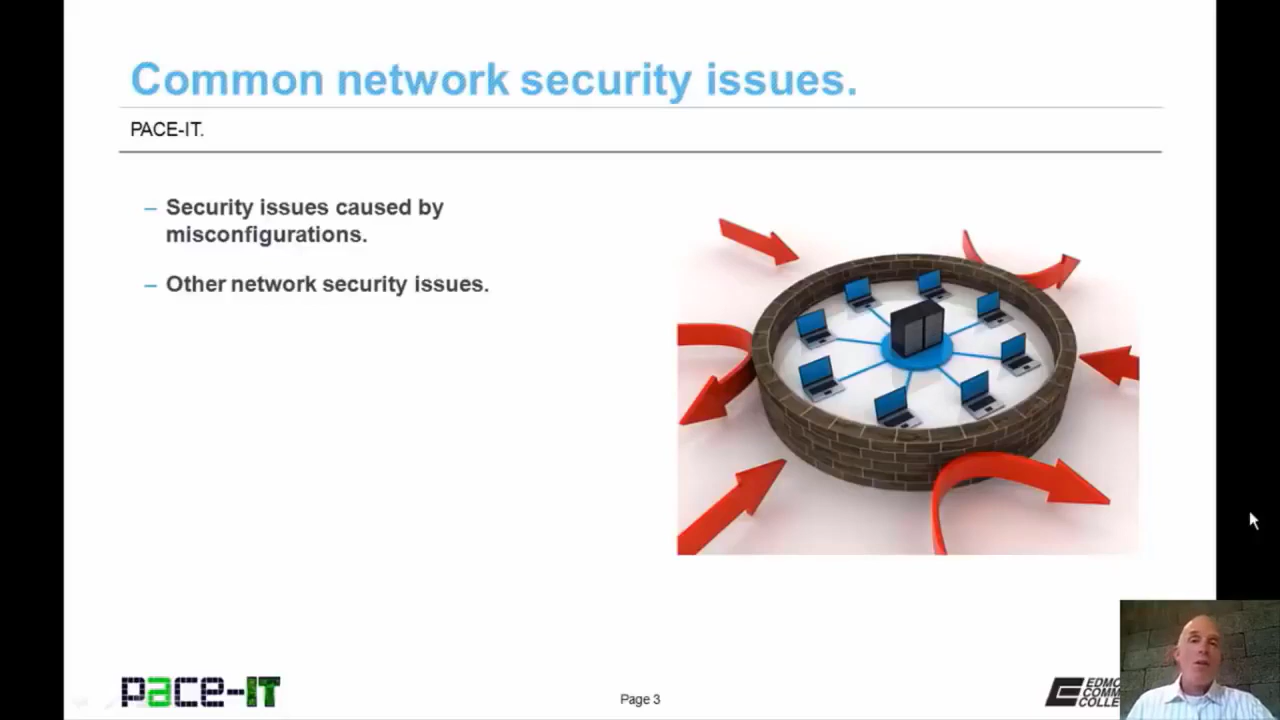 Common network security issues.
PACE-IT.
– Security issues caused by
misconfigurations.
– Other network security issues.
pace-IT
Page 3